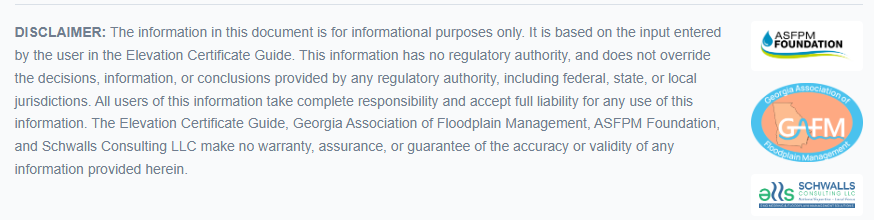 DISCLAIMER: The information in this document is for informational purposes only. It is based on the input entered
by the user in the Elevation Certificate Guide. This information has no regulatory authority, and does not override
the decisions, information, or conclusions provided by any regulatory authority, including federal, state, or local
jurisdictions. All users of this information take complete responsibility and accept full liability for any use of this
information. The Elevation Certificate Guide, Georgia Association of Floodplain Management, ASFPM Foundation,
and Schwalls Consulting LLC make no warranty, assurance, or guarantee of the accuracy or validity of any
information provided herein.
ASFPM
FOUNDATION
Georgia Association of
GAFM
Floodplain Management
SCHWALLS
CONSULTING LLC